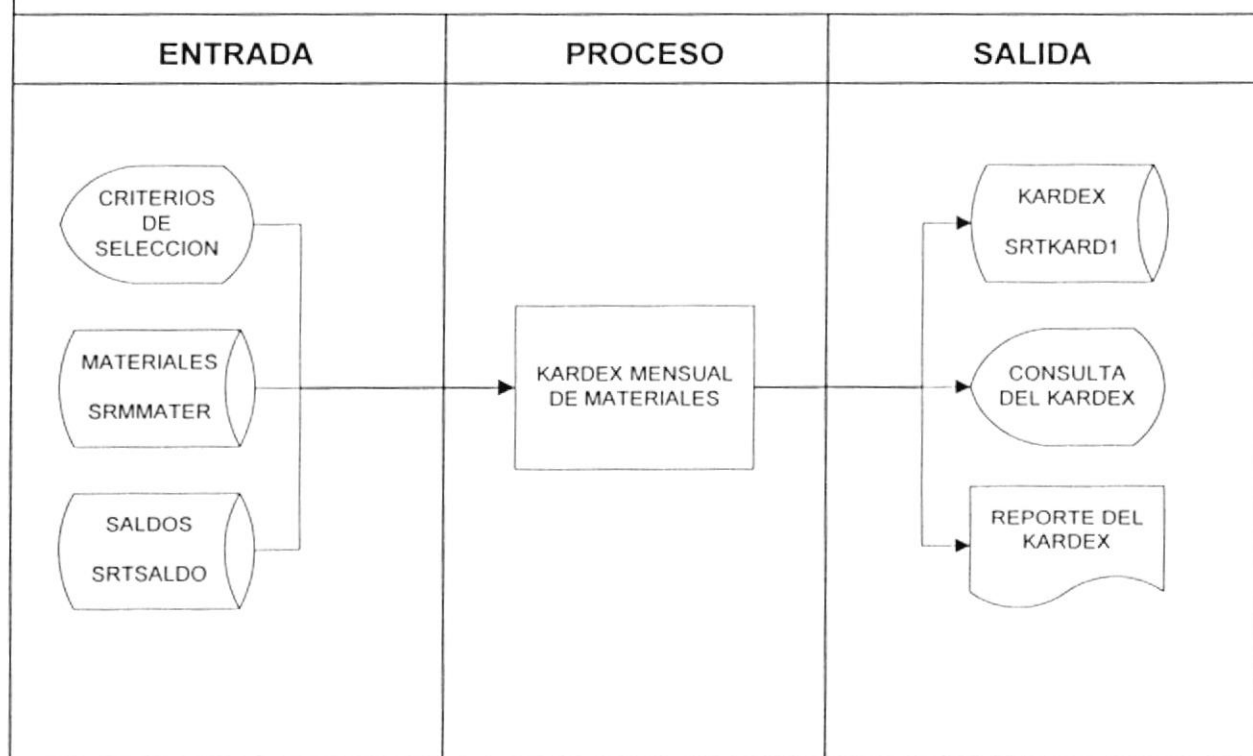 ENTRADA
PROCESO
SALIDA
CRITERIOS
DE
SELECCION
MATERIALES
SRMMATER
SALDOS
SRTSALDO
KARDEX MENSUAL
DE MATERIALES
KARDEX
SRTKARD1
CONSULTA
DEL KARDEX
REPORTE DEL
KARDEX